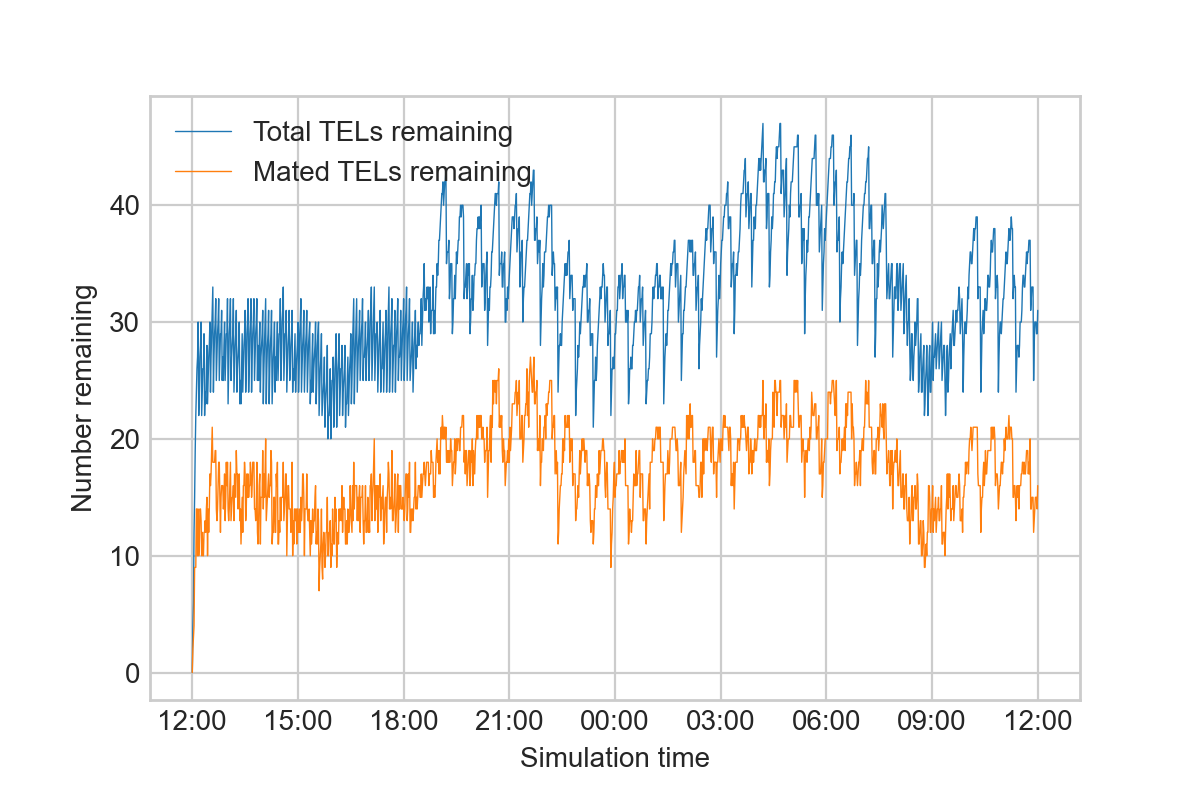 Total TELs remaining
Mated TELs remaining
Number remaining
40
30
20
10
0
12:00 15:00 18:00 21:00 00:00 03:00 06:00 09:00 12:00
Simulation time